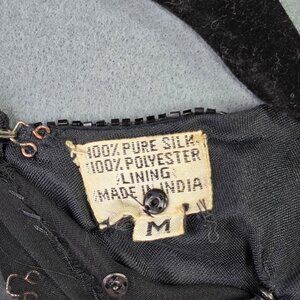 100% PURE SILK
100% POLYESTER
LINING
MADE IN INDIA
M